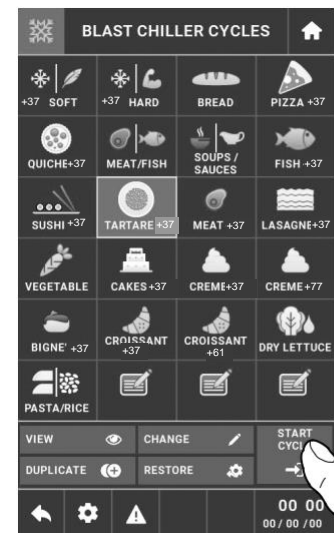 BLAST CHILLER CYCLES
+37 SOFT
+37 HARD
BREAD
PIZZA +37
QUICHE+37
MEAT/FISH
SOUPS /
SAUCES
FISH +37
SUSHI +37
TARTARE +37
MEAT +37
LASAGNE+37
VEGETABLE
CAKES+37
CREME+37
CREME+77
BIGNE' +37
CROISSANT
+37
CROISSANT
+61
DRY LETTUCE
PASTA/RICE
VIEW
CHANGE
START
CYCL
DUPLICATE
RESTORE
00 00
00 / 00 / 00